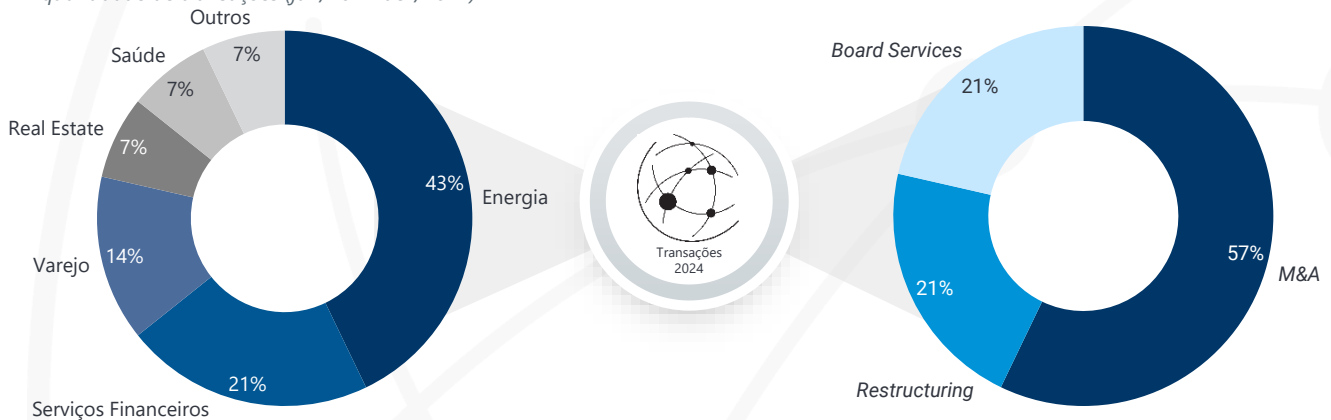 Outros
7%
Saúde
7%
Real Estate
7%
43%
Energia
Varejo
14%
21%
Serviços Financeiros
Transações
2024
Board Services
21%
57%
M&A
21%
Restructuring